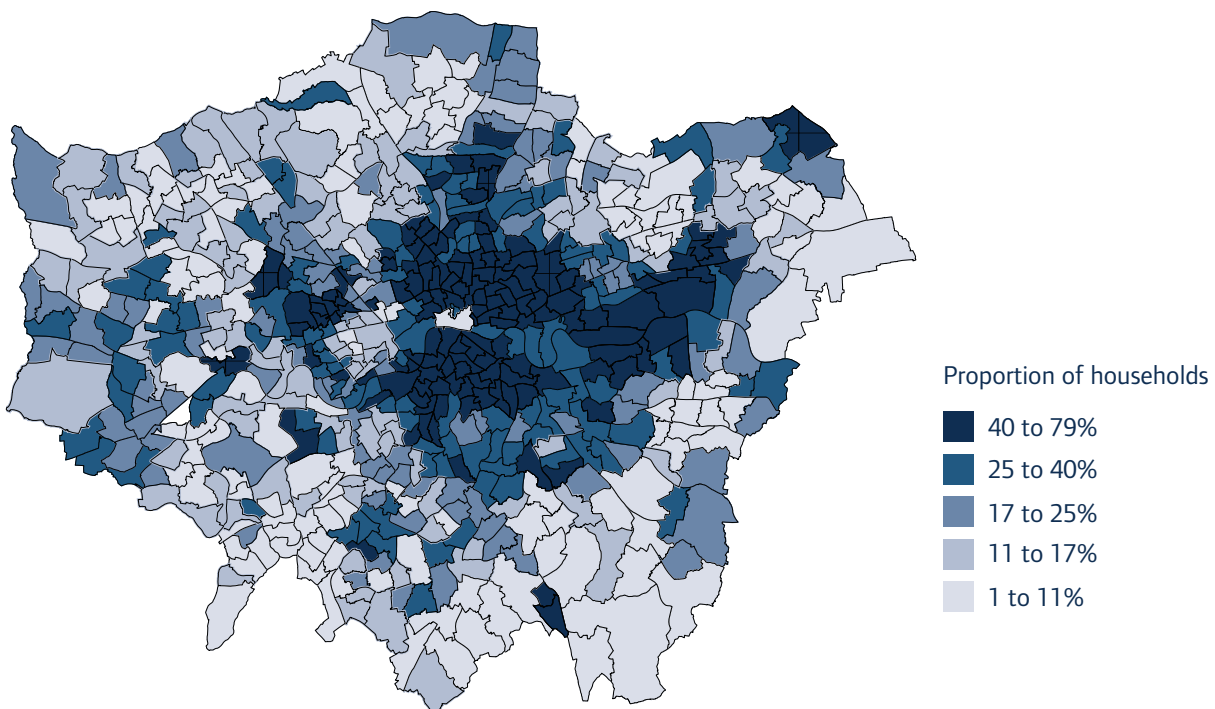 Proportion of households
40 to 79%
25 to 40%
17 to 25%
11 to 17%
1 to 11%